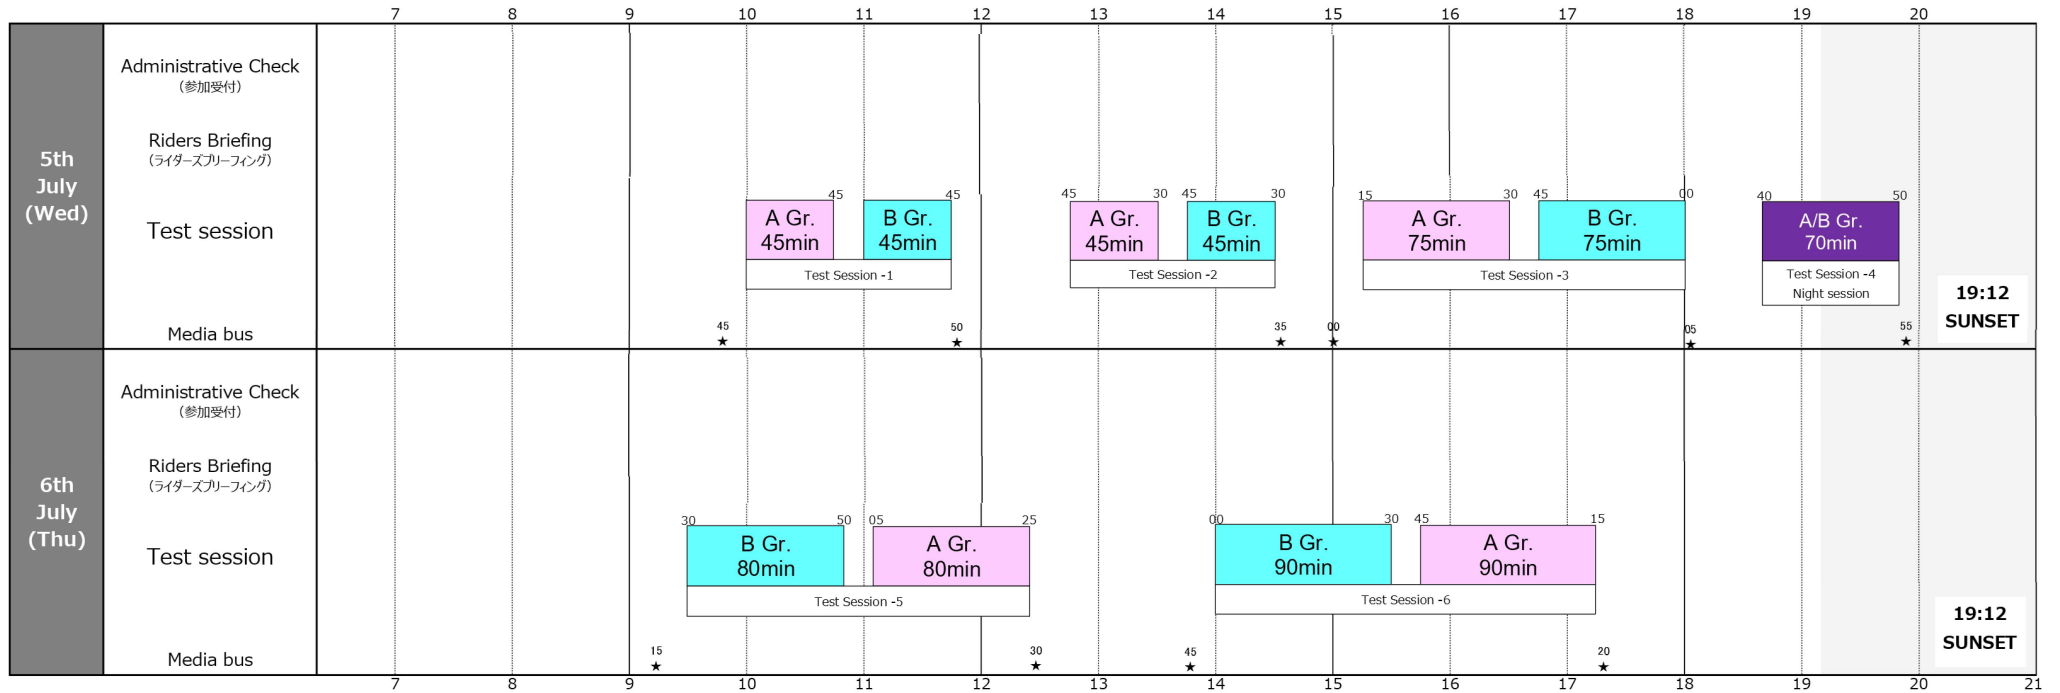 7 8 9 10 11 12 13 14 15 16 17 18 19 20
5th
July
(Wed)
Administrative Check
（参加受付）
Riders Briefing
（ライダーズブリーフィング）
Test session
45 45 45 30 45 30 15 30 45 00 40 50
A Gr.
45min
B Gr.
45min
Test Session -1
A Gr.
45min
B Gr.
45min
Test Session -2
A Gr.
75min
B Gr.
75min
Test Session -3
A/B Gr.
70min
Test Session -4
Night session
19:12
SUNSET
Media bus
45 50 35 00 05 55
★ ★ ★ ★ ★ ★
6th
July
(Thu)
Administrative Check
（参加受付）
Riders Briefing
（ライダーズブリーフィング）
Test session
30 50 05 25 00 30 45 15
B Gr.
80min
A Gr.
80min
Test Session -5
B Gr.
90min
A Gr.
90min
Test Session -6
19:12
SUNSET
Media bus
15 30 45 20
★ ★ ★ ★
7 8 9 10 11 12 13 14 15 16 17 18 19 20 21